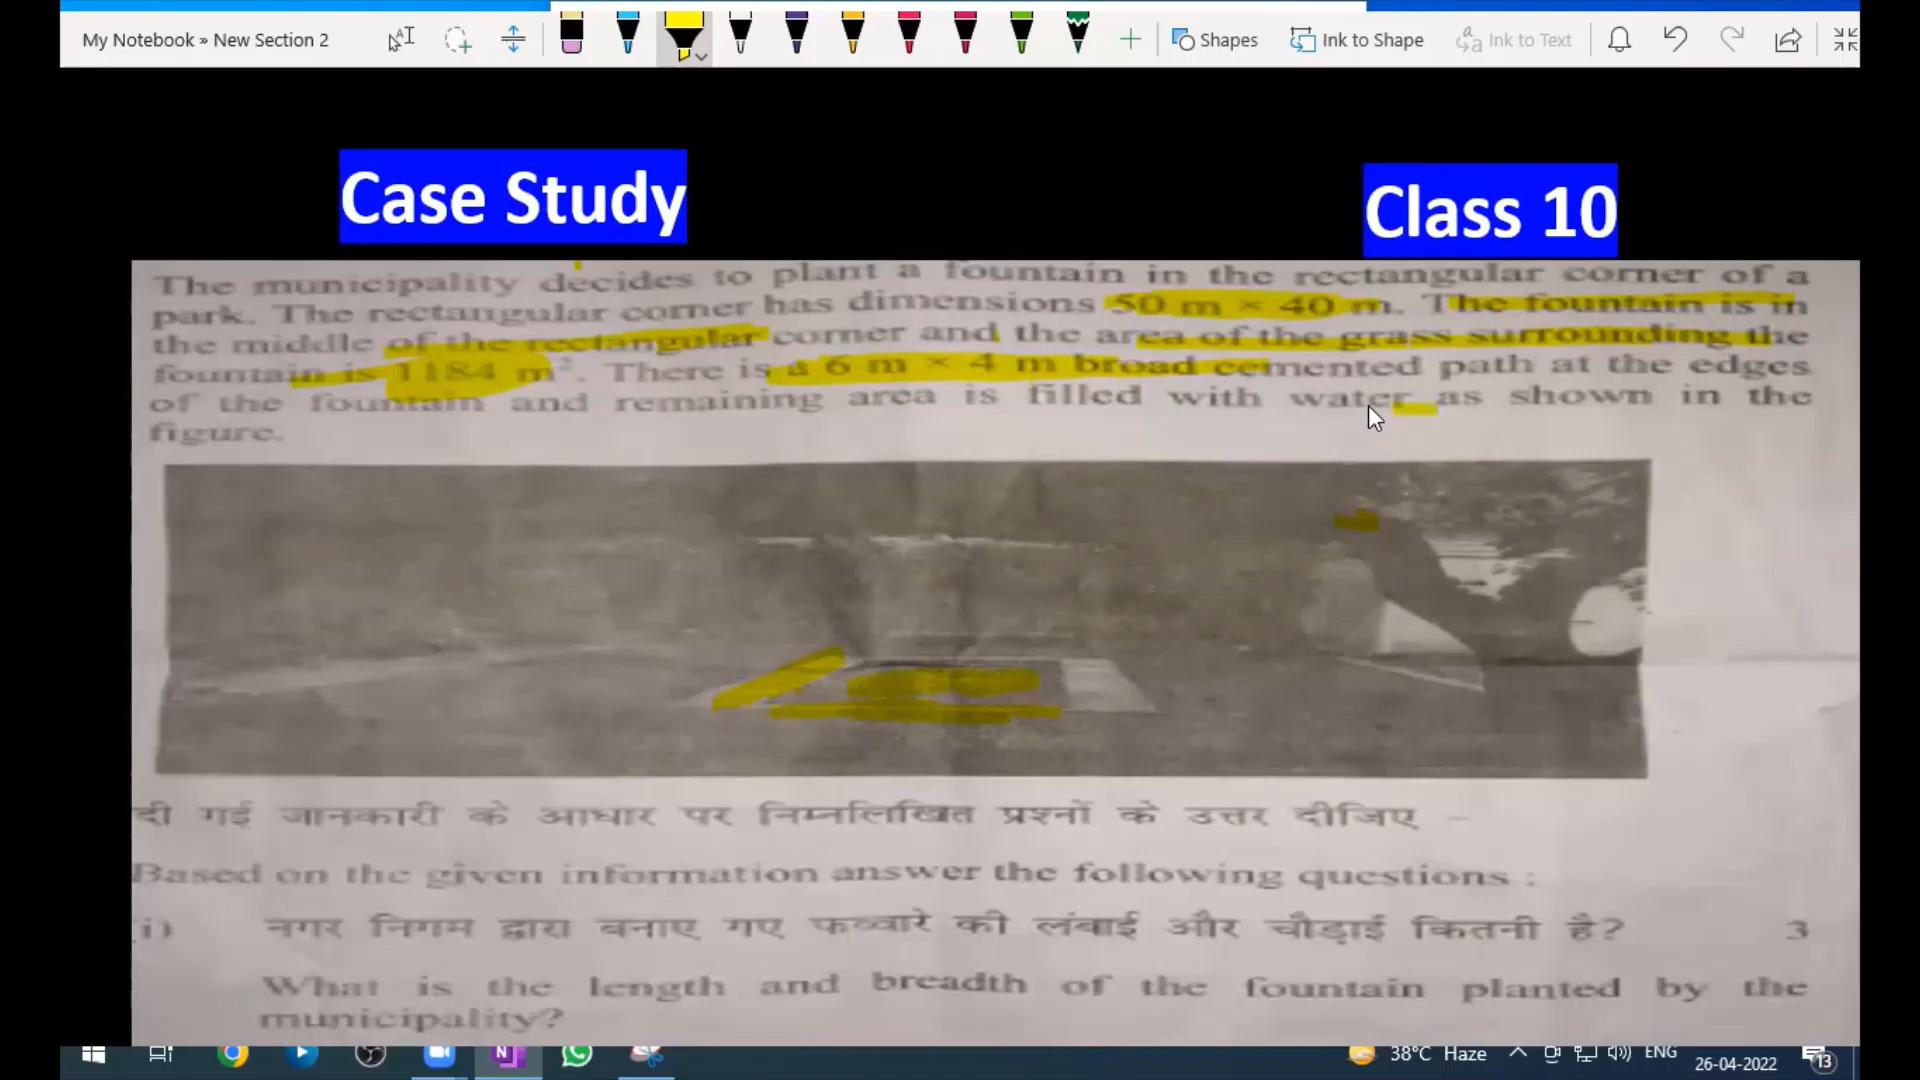 My Notebook » New Section 2
Shapes
Ink to Shape
Ink to Text
Case Study
Class 10
The municipality decides to plant a fountain in the rectangular corner of a
park. The rectangular corner has dimensions 50 m × 40 m. The fountain is in
the middle of the rectangular corner and the area of the grass surrounding the
fountain is 1184 m². There is a 6 m × 4 m broad cemented path at the edges
of the fountain and remaining area is filled with water as shown in the
figure.
दी गई जानकारी के आधार पर निम्नलिखित प्रश्नों के उत्तर दीजिए –
Based on the given information answer the following questions :
(i) नगर निगम द्वारा बनाए गए फव्वारे की लंबाई और चौड़ाई कितनी है? 3
What is the length and breadth of the fountain planted by the
municipality?
38°C Haze
ENG
26-04-2022
13